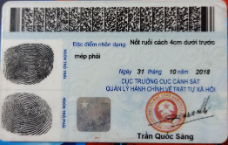 Đặc điểm nhân dạng: Nốt ruồi cách 4cm dưới trước
mép phải
Ngày 31 tháng 10 năm 2018
CỤC TRƯỞNG CỤC CẢNH SÁT
QUẢN LÝ HÀNH CHÍNH VỀ TRẬT TỰ XÃ HỘI
Trần Quốc Sáng